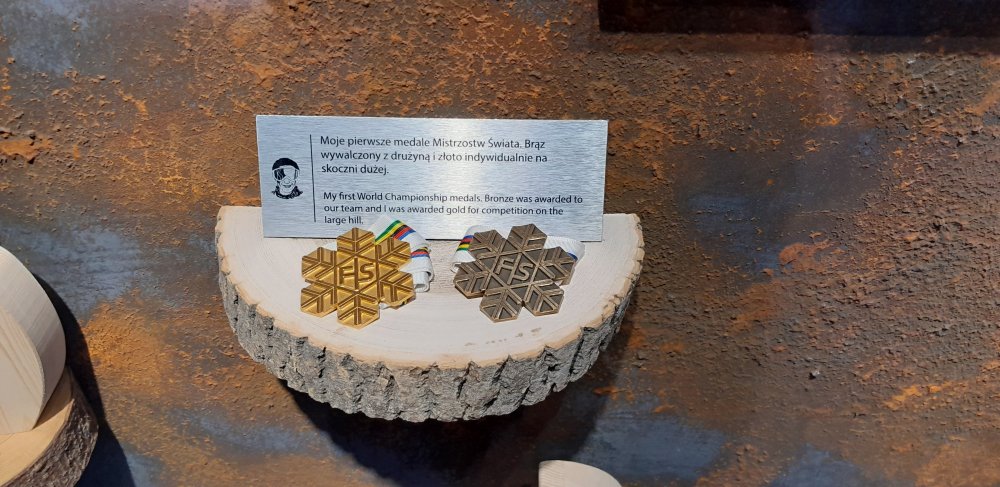 Moje pierwsze medale Mistrzostw Świata. Brąz
wywalczony z drużyną i złoto indywidualnie na
skoczni dużej.
My first World Championship medals. Bronze was awarded to
our team and I was awarded gold for competition on the
large hill.
FIS
FIS